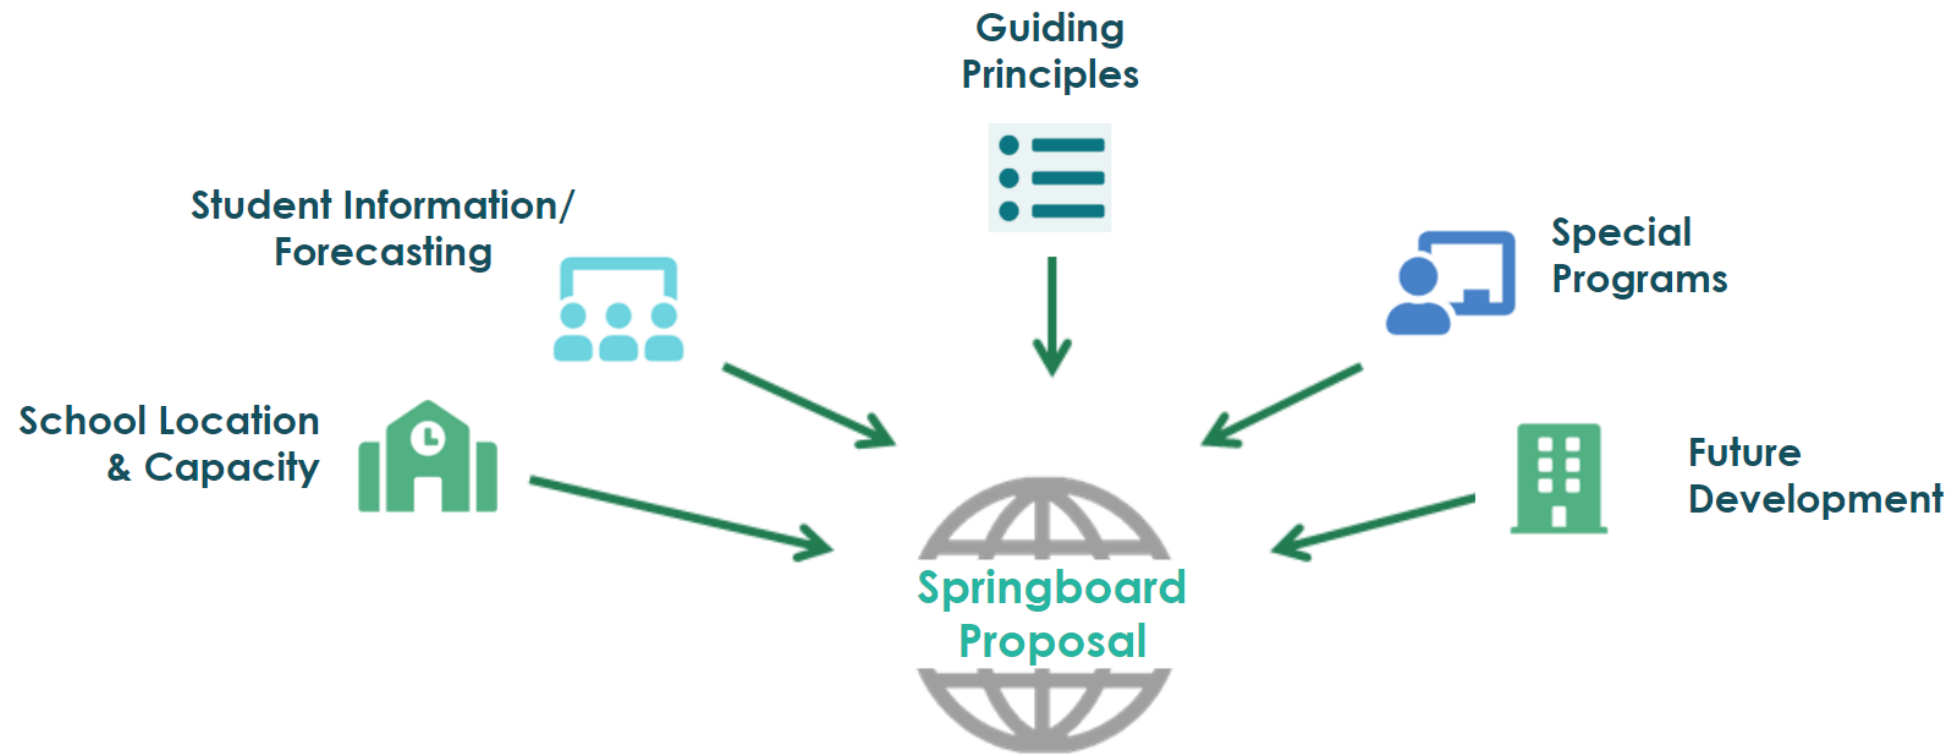 Guiding
Principles
Student Information/
Forecasting
Special
Programs
School Location
& Capacity
Future
Development
Springboard
Proposal